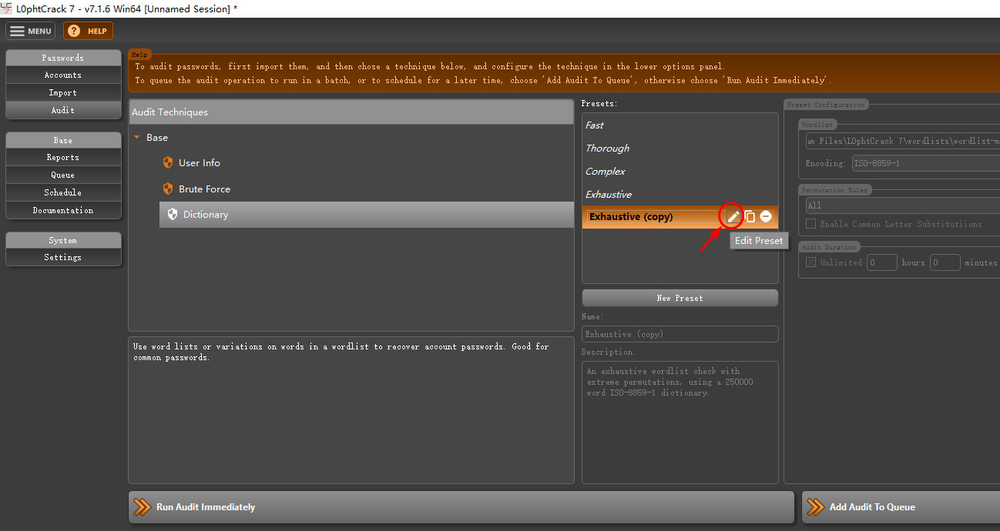 L0phtCrack 7 - v7.1.6 Win64 [Unnamed Session] *
MENU
HELP
Passwords
Accounts
Import
Audit
Base
Reports
Queue
Schedule
Documentation
System
Settings
Help
To audit passwords, first import them, and then chose a technique below, and configure the technique in the lower options panel.
To queue the audit operation to run in a batch, or to schedule for a later time, choose 'Add Audit To Queue', otherwise choose 'Run Audit Immediately'.
Audit Techniques
Base
User Info
Brute Force
Dictionary
Use word lists or variations on words in a wordlist to recover account passwords. Good for
common passwords.
Presets:
Fast
Thorough
Complex
Exhaustive
Exhaustive (copy)
Edit Preset
New Preset
Name:
Exhaustive (copy)
Description:
An exhaustive wordlist check with
extreme permutations, using a 250000
word ISO-8859-1 dictionary.
Preset Configuration
Wordlist
am Files\L0phtCrack 7\wordlists\wordlist-m
Encoding: ISO-8859-1
Permutation Rules
All
Enable Common Letter Substitutiions
Audit Duration
Unlimited 0 hours 0 minutes
Run Audit Immediately
Add Audit To Queue